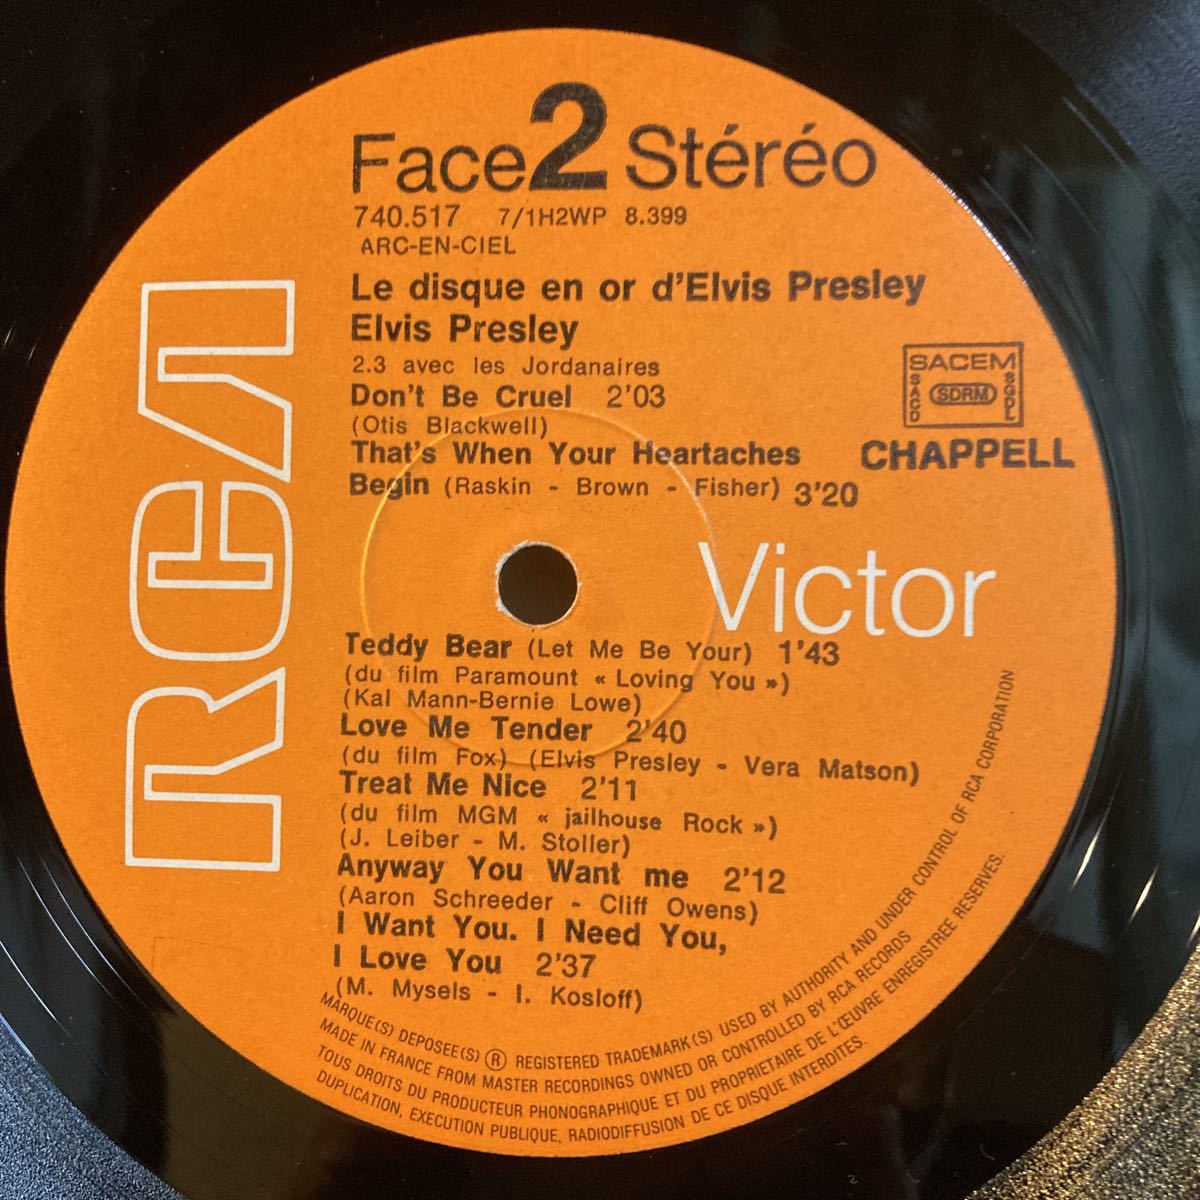 Face 2 Stéréo
740.517 7/1H2WP 8.399
ARC-EN-CIEL
Le disque en or d'Elvis Presley
Elvis Presley
2.3 avec les Jordanaires
Don't Be Cruel 2'03
(Otis Blackwell)
That's When Your Heartaches
Begin (Raskin - Brown - Fisher) 3'20
SACEM
SACD
SDRM
SGDL
CHAPPELL
RCA
Victor
Teddy Bear (Let Me Be Your) 1'43
(du film Paramount « Loving You »)
(Kal Mann-Bernie Lowe)
Love Me Tender 2'40
(du film Fox) (Elvis Presley - Vera Matson)
Treat Me Nice 2'11
(du film MGM « jailhouse Rock »)
(J. Leiber - M. Stoller)
Anyway You Want me 2'12
(Aaron Schreeder - Cliff Owens)
I Want You. I Need You,
I Love You 2'37
(M. Mysels - I. Kosloff)
MARQUE(S) DEPOSEE(S) ® REGISTERED TRADEMARK(S) USED BY AUTHORITY AND UNDER CONTROL OF RCA CORPORATION
MADE IN FRANCE FROM MASTER RECORDINGS OWNED OR CONTROLLED BY RCA RECORDS
TOUS DROITS DU PRODUCTEUR PHONOGRAPHIQUE ET DU PROPRIETAIRE DE L'ŒUVRE ENREGISTREE RESERVES.
DUPLICATION, EXECUTION PUBLIQUE, RADIODIFFUSION DE CE DISQUE INTERDITES.